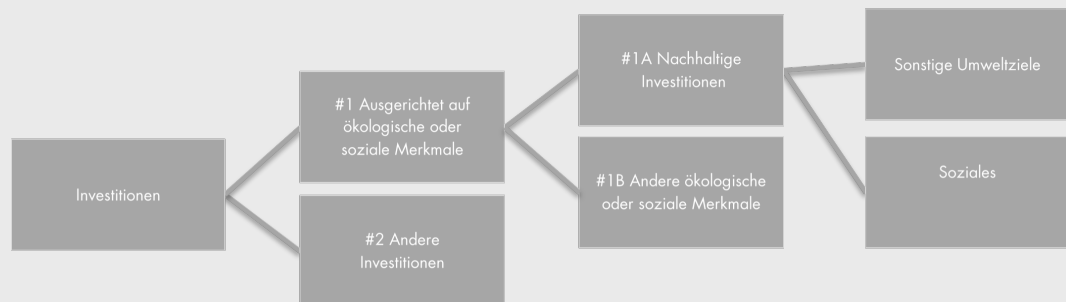 Investitionen
#1 Ausgerichtet auf
ökologische oder
soziale Merkmale
#2 Andere
Investitionen
#1A Nachhaltige
Investitionen
#1B Andere ökologische
oder soziale Merkmale
Sonstige Umweltziele
Soziales